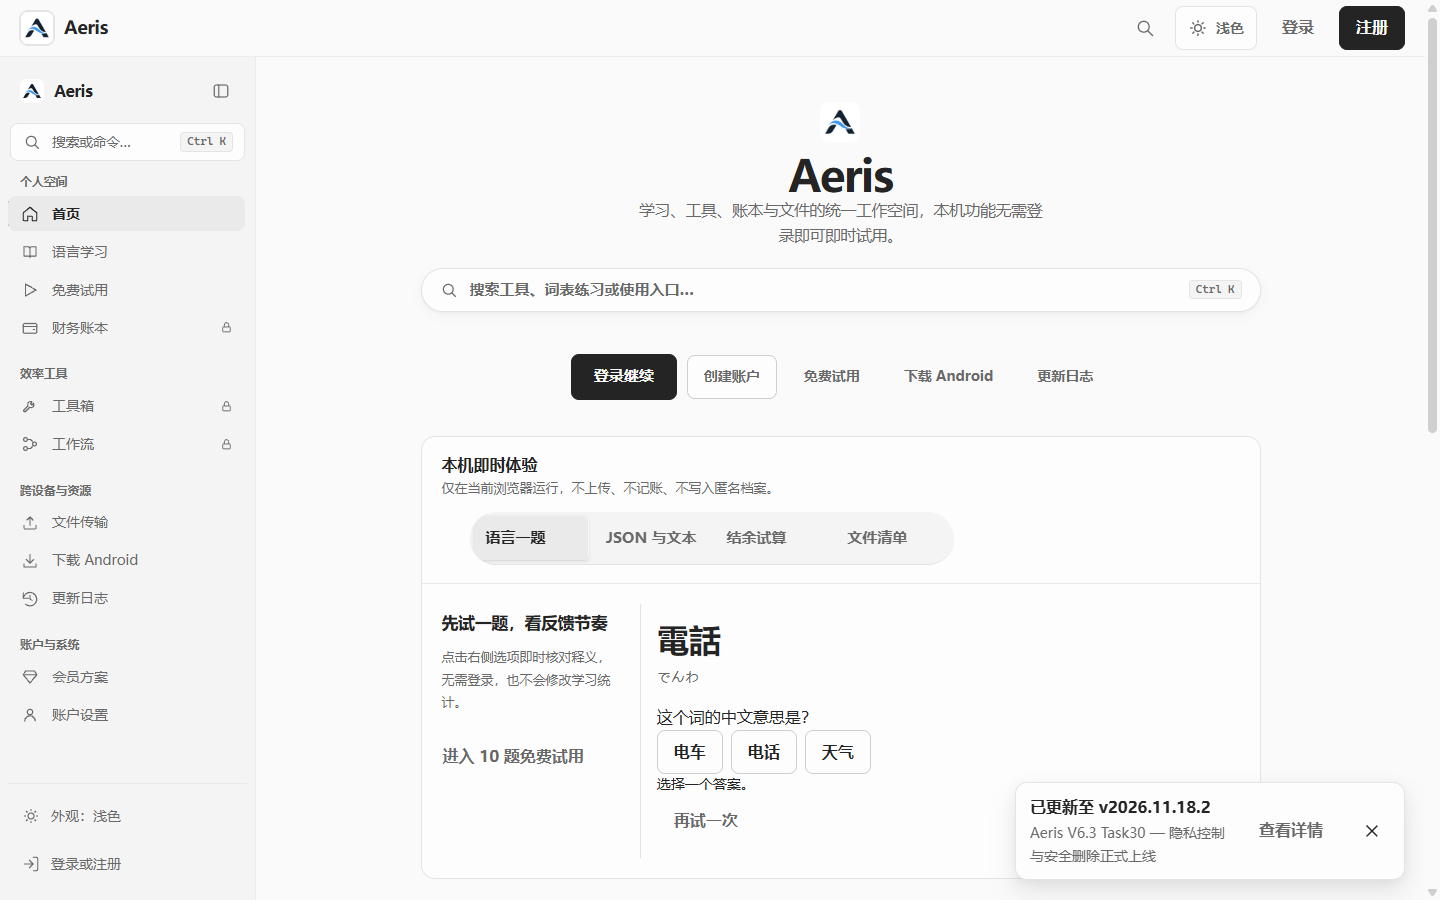 Aeris
浅色
登录
注册
Aeris
搜索或命令...
Ctrl K
个人空间
首页
语言学习
免费试用
财务账本
效率工具
工具箱
工作流
跨设备与资源
文件传输
下载 Android
更新日志
账户与系统
会员方案
账户设置
外观：浅色
登录或注册
Aeris
学习、工具、账本与文件的统一工作空间，本机功能无需登
录即可即时试用。
搜索工具、词表练习或使用入口...
Ctrl K
登录继续
创建账户
免费试用
下载 Android
更新日志
本机即时体验
仅在当前浏览器运行，不上传、不记账、不写入匿名档案。
语言一题
JSON 与文本
结余试算
文件清单
先试一题，看反馈节奏
点击右侧选项即时核对释义，
无需登录，也不会修改学习统
计。
进入 10 题免费试用
電話
でんわ
这个词的中文意思是？
电车
电话
天气
选择一个答案。
再试一次
已更新至 v2026.11.18.2
Aeris V6.3 Task30 — 隐私控制
与安全删除正式上线
查看详情